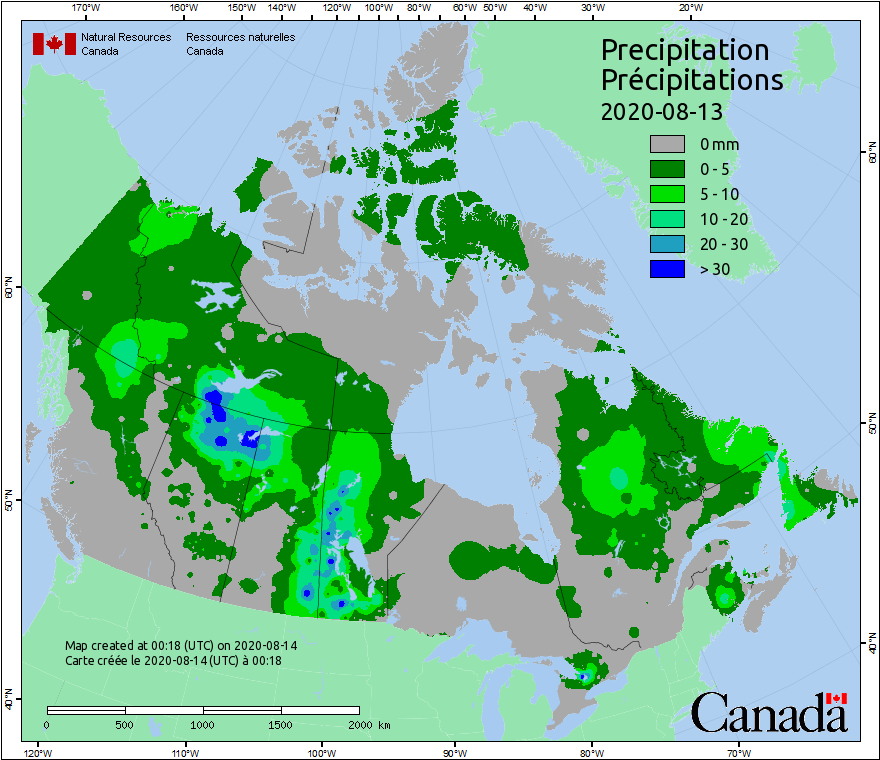 170°W 160°W 150°W 140°W 120°W 100°W 80°W 60°W 50°W 40°W 30°W 20°W
Natural Resources Ressources naturelles
Canada Canada
Precipitation
Précipitations
2020-08-13
0 mm
0 - 5
5 - 10
10 - 20
20 - 30
> 30
60°N 60°N
50°N 50°N
40°N 40°N
Map created at 00:18 (UTC) on 2020-08-14
Carte créée le 2020-08-14 (UTC) à 00:18
0 500 1000 1500 2000 km
Canada
120°W 110°W 100°W 90°W 80°W 70°W